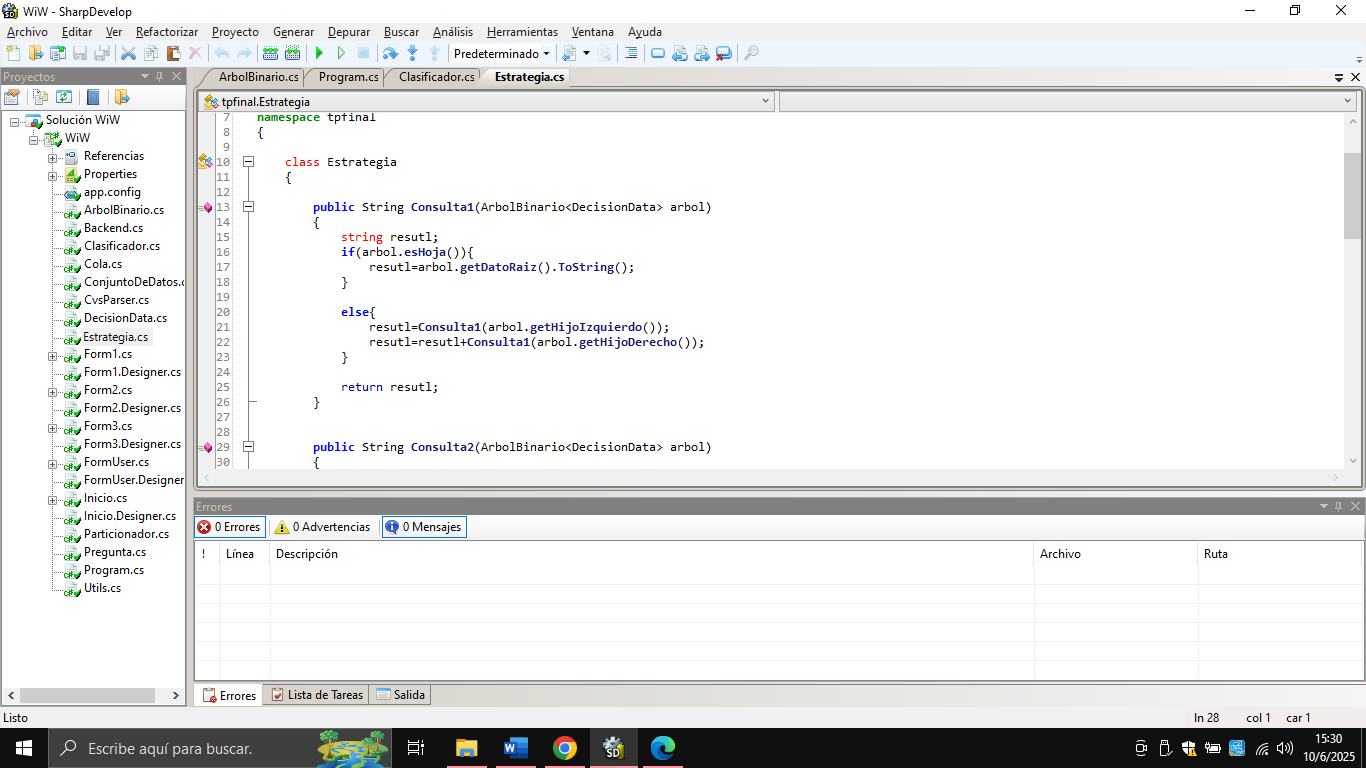 WiW - SharpDevelop
Archivo Editar Ver Refactorizar Proyecto Generar Depurar Buscar Análisis Herramientas Ventana Ayuda
Predeterminado
Proyectos
ArbolBinario.cs Program.cs Clasificador.cs Estrategia.cs
tpfinal.Estrategia
Solución WiW
WiW
Referencias
Properties
app.config
ArbolBinario.cs
Backend.cs
Clasificador.cs
Cola.cs
ConjuntoDeDatos.c
CvsParser.cs
DecisionData.cs
Estrategia.cs
Form1.cs
Form1.Designer.cs
Form2.cs
Form2.Designer.cs
Form3.cs
Form3.Designer.cs
FormUser.cs
FormUser.Designer
Inicio.cs
Inicio.Designer.cs
Particionador.cs
Pregunta.cs
Program.cs
Utils.cs
7 namespace tpfinal
8 {
9
10 class Estrategia
11 {
12
13 public String Consulta1(ArbolBinario<DecisionData> arbol)
14 {
15 string resutl;
16 if(arbol.esHoja()){
17 resutl=arbol.getDatoRaiz().ToString();
18 }
19
20 else{
21 resutl=Consulta1(arbol.getHijoIzquierdo());
22 resutl=resutl+Consulta1(arbol.getHijoDerecho());
23 }
24
25 return resutl;
26 }
27
28
29 public String Consulta2(ArbolBinario<DecisionData> arbol)
30 {
Errores
0 Errores 0 Advertencias 0 Mensajes
! Línea Descripción Archivo Ruta
Errores Lista de Tareas Salida
Listo ln 28 col 1 car 1
Escribe aquí para buscar.
15:30
10/6/2025